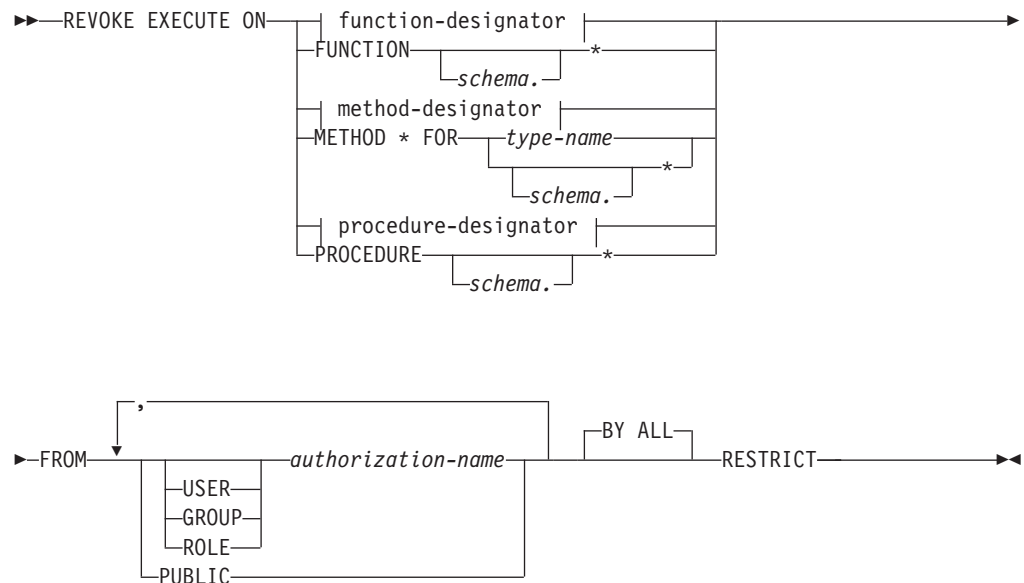 REVOKE EXECUTE ON function-designator
FUNCTION *
schema.
method-designator
METHOD * FOR type-name
*
schema.
procedure-designator
PROCEDURE *
schema.
,
BY ALL
FROM authorization-name RESTRICT
USER
GROUP
ROLE
PUBLIC